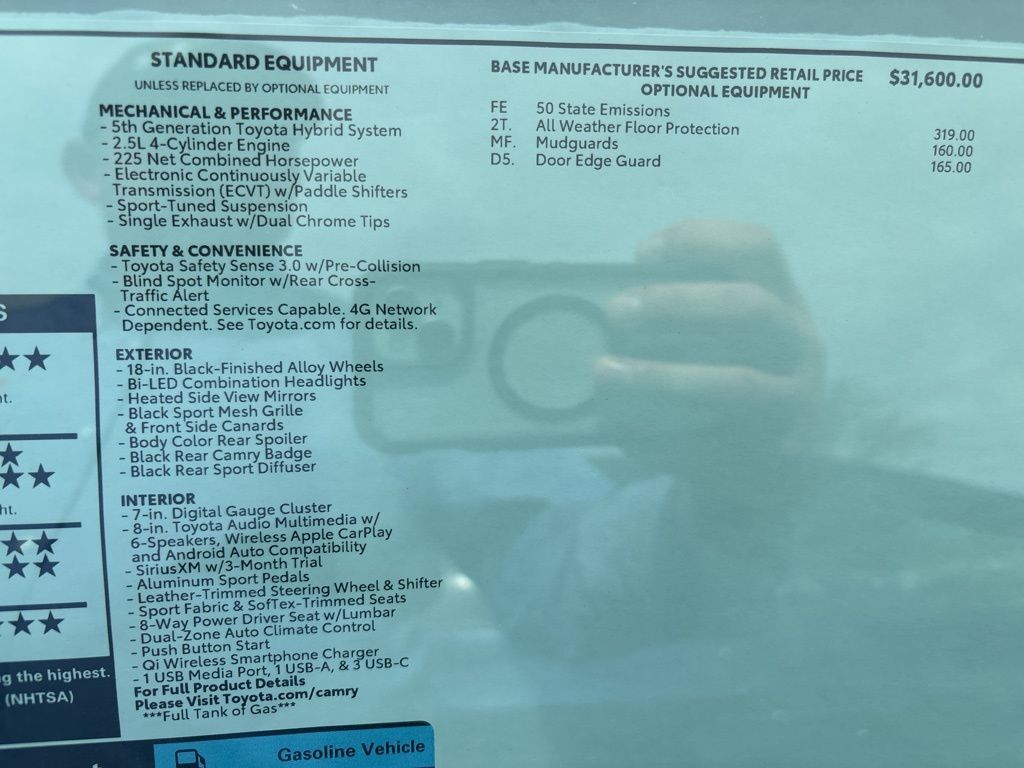 STANDARD EQUIPMENT
UNLESS REPLACED BY OPTIONAL EQUIPMENT
MECHANICAL & PERFORMANCE
- 5th Generation Toyota Hybrid System
- 2.5L 4-Cylinder Engine
- 225 Net Combined Horsepower
- Electronic Continuously Variable
Transmission (ECVT) w/Paddle Shifters
- Sport-Tuned Suspension
- Single Exhaust w/Dual Chrome Tips
SAFETY & CONVENIENCE
- Toyota Safety Sense 3.0 w/Pre-Collision
- Blind Spot Monitor w/Rear Cross-
Traffic Alert
- Connected Services Capable. 4G Network
Dependent. See Toyota.com for details.
EXTERIOR
- 18-in. Black-Finished Alloy Wheels
- Bi-LED Combination Headlights
- Heated Side View Mirrors
- Black Sport Mesh Grille
& Front Side Canards
- Body Color Rear Spoiler
- Black Rear Camry Badge
- Black Rear Sport Diffuser
INTERIOR
- 7-in. Digital Gauge Cluster
- 8-in. Toyota Audio Multimedia w/
6-Speakers, Wireless Apple CarPlay
and Android Auto Compatibility
- SiriusXM w/3-Month Trial
- Aluminum Sport Pedals
- Leather-Trimmed Steering Wheel & Shifter
- Sport Fabric & SofTex-Trimmed Seats
- 8-Way Power Driver Seat w/Lumbar
- Dual-Zone Auto Climate Control
- Push Button Start
- Qi Wireless Smartphone Charger
- 1 USB Media Port, 1 USB-A, & 3 USB-C
For Full Product Details
Please Visit Toyota.com/camry
***Full Tank of Gas***
BASE MANUFACTURER'S SUGGESTED RETAIL PRICE $31,600.00
OPTIONAL EQUIPMENT
FE 50 State Emissions
2T. All Weather Floor Protection 319.00
MF. Mudguards 160.00
D5. Door Edge Guard 165.00
the highest.
(NHTSA)
Gasoline Vehicle